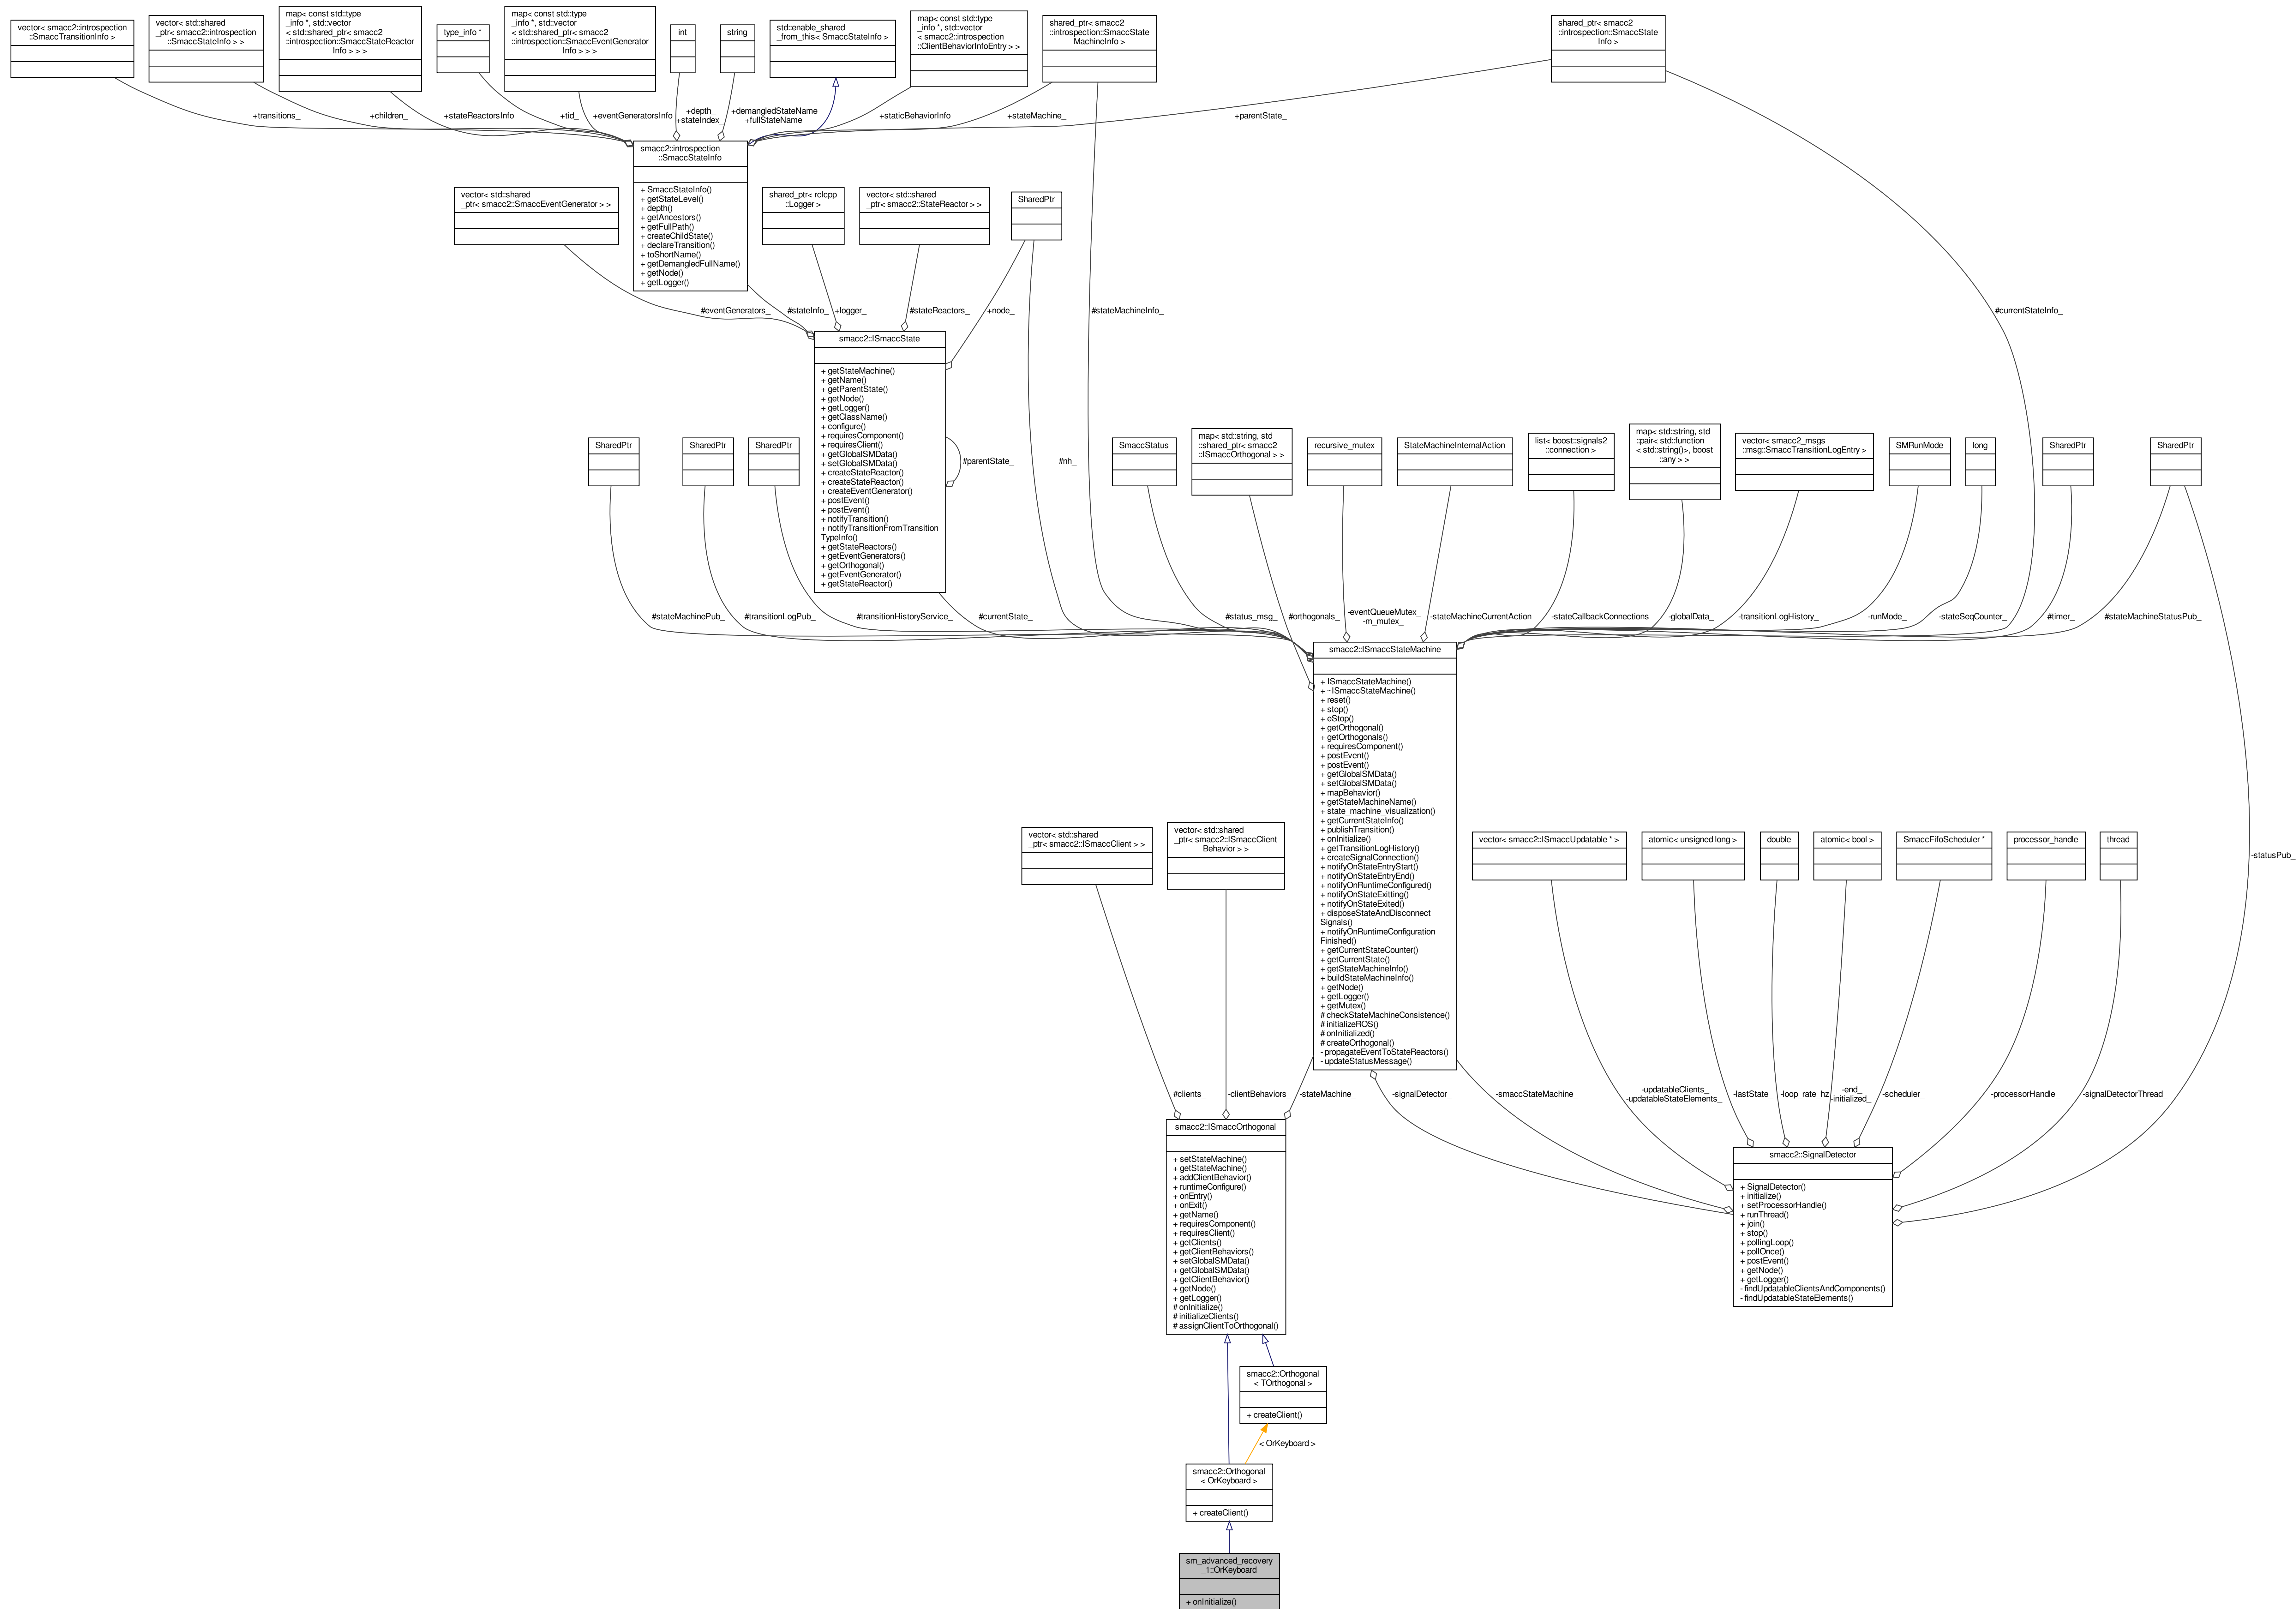 vector< smacc2::introspection
::SmaccTransitionInfo >
vector< std::shared
_ptr< smacc2::introspection
::SmaccStateInfo > >
map< const std::type
_info *, std::vector
< std::shared_ptr< smacc2
::introspection::SmaccStateReactor
Info > > >
type_info *
map< const std::type
_info *, std::vector
< std::shared_ptr< smacc2
::introspection::SmaccEventGenerator
Info > > >
int
string
std::enable_shared
_from_this< SmaccStateInfo >
map< const std::type
_info *, std::vector
< smacc2::introspection
::ClientBehaviorInfoEntry > >
shared_ptr< smacc2
::introspection::SmaccState
MachineInfo >
shared_ptr< smacc2
::introspection::SmaccState
Info >
+transitions_
+children_
+stateReactorsInfo
+tid_
+eventGeneratorsInfo
+depth_
+stateIndex_
+demangledStateName
+fullStateName
+staticBehaviorInfo
+stateMachine_
+parentState_
smacc2::introspection
::SmaccStateInfo
+ SmaccStateInfo()
+ getStateLevel()
+ depth()
+ getAncestors()
+ getFullPath()
+ createChildState()
+ declareTransition()
+ toShortName()
+ getDemangledFullName()
+ getNode()
+ getLogger()
vector< std::shared
_ptr< smacc2::SmaccEventGenerator > >
shared_ptr< rclcpp
::Logger >
vector< std::shared
_ptr< smacc2::StateReactor > >
SharedPtr
#eventGenerators_
#stateInfo_
+logger_
#stateReactors_
+node_
#stateMachineInfo_
#currentStateInfo_
smacc2::ISmaccState
+ getStateMachine()
+ getName()
+ getParentState()
+ getNode()
+ getLogger()
+ getClassName()
+ configure()
+ requiresComponent()
+ requiresClient()
+ getGlobalSMData()
+ setGlobalSMData()
+ createStateReactor()
+ createStateReactor()
+ createEventGenerator()
+ postEvent()
+ postEvent()
+ notifyTransition()
+ notifyTransitionFromTransition
TypeInfo()
+ getStateReactors()
+ getEventGenerators()
+ getOrthogonal()
+ getEventGenerator()
+ getStateReactor()
#parentState_
#nh_
SharedPtr
SharedPtr
SharedPtr
SmaccStatus
map< std::string, std
::shared_ptr< smacc2
::ISmaccOrthogonal > >
recursive_mutex
StateMachineInternalAction
list< boost::signals2
::connection >
map< std::string, std
::pair< std::function
< std::string()>, boost
::any > >
vector< smacc2_msgs
::msg::SmaccTransitionLogEntry >
SMRunMode
long
SharedPtr
SharedPtr
#stateMachinePub_
#transitionLogPub_
#transitionHistoryService_
#currentState_
#status_msg_
#orthogonals_
-eventQueueMutex_
-m_mutex_
-stateMachineCurrentAction
-stateCallbackConnections
-globalData_
-transitionLogHistory_
-runMode_
-stateSeqCounter_
#timer_
#stateMachineStatusPub_
smacc2::ISmaccStateMachine
+ ISmaccStateMachine()
+ ~ISmaccStateMachine()
+ reset()
+ stop()
+ eStop()
+ getOrthogonal()
+ getOrthogonals()
+ requiresComponent()
+ postEvent()
+ postEvent()
+ getGlobalSMData()
+ setGlobalSMData()
+ mapBehavior()
+ getStateMachineName()
+ state_machine_visualization()
+ getCurrentStateInfo()
+ publishTransition()
+ onInitialize()
+ getTransitionLogHistory()
+ createSignalConnection()
+ notifyOnStateEntryStart()
+ notifyOnStateEntryEnd()
+ notifyOnRuntimeConfigured()
+ notifyOnStateExitting()
+ notifyOnStateExited()
+ disposeStateAndDisconnect
Signals()
+ notifyOnRuntimeConfiguration
Finished()
+ getCurrentStateCounter()
+ getCurrentState()
+ getStateMachineInfo()
+ buildStateMachineInfo()
+ getNode()
+ getLogger()
+ getMutex()
# checkStateMachineConsistence()
# initializeROS()
# onInitialized()
# createOrthogonal()
- propagateEventToStateReactors()
- updateStatusMessage()
vector< std::shared
_ptr< smacc2::ISmaccClient > >
vector< std::shared
_ptr< smacc2::ISmaccClient
Behavior > >
vector< smacc2::ISmaccUpdatable * >
atomic< unsigned long >
double
atomic< bool >
SmaccFifoScheduler *
processor_handle
thread
-statusPub_
#clients_
-clientBehaviors_
-stateMachine_
-signalDetector_
-smaccStateMachine_
-updatableClients_
-updatableStateElements_
-lastState_
-loop_rate_hz
-end_
-initialized_
-scheduler_
-processorHandle_
-signalDetectorThread_
smacc2::ISmaccOrthogonal
+ setStateMachine()
+ getStateMachine()
+ addClientBehavior()
+ runtimeConfigure()
+ onEntry()
+ onExit()
+ getName()
+ requiresComponent()
+ requiresClient()
+ getClients()
+ getClientBehaviors()
+ setGlobalSMData()
+ getGlobalSMData()
+ getClientBehavior()
+ getNode()
+ getLogger()
# onInitialize()
# initializeClients()
# assignClientToOrthogonal()
smacc2::SignalDetector
+ SignalDetector()
+ initialize()
+ setProcessorHandle()
+ runThread()
+ join()
+ stop()
+ pollingLoop()
+ pollOnce()
+ postEvent()
+ getNode()
+ getLogger()
- findUpdatableClientsAndComponents()
- findUpdatableStateElements()
smacc2::Orthogonal
< TOrthogonal >
+ createClient()
< OrKeyboard >
smacc2::Orthogonal
< OrKeyboard >
+ createClient()
sm_advanced_recovery
_1::OrKeyboard
+ onInitialize()